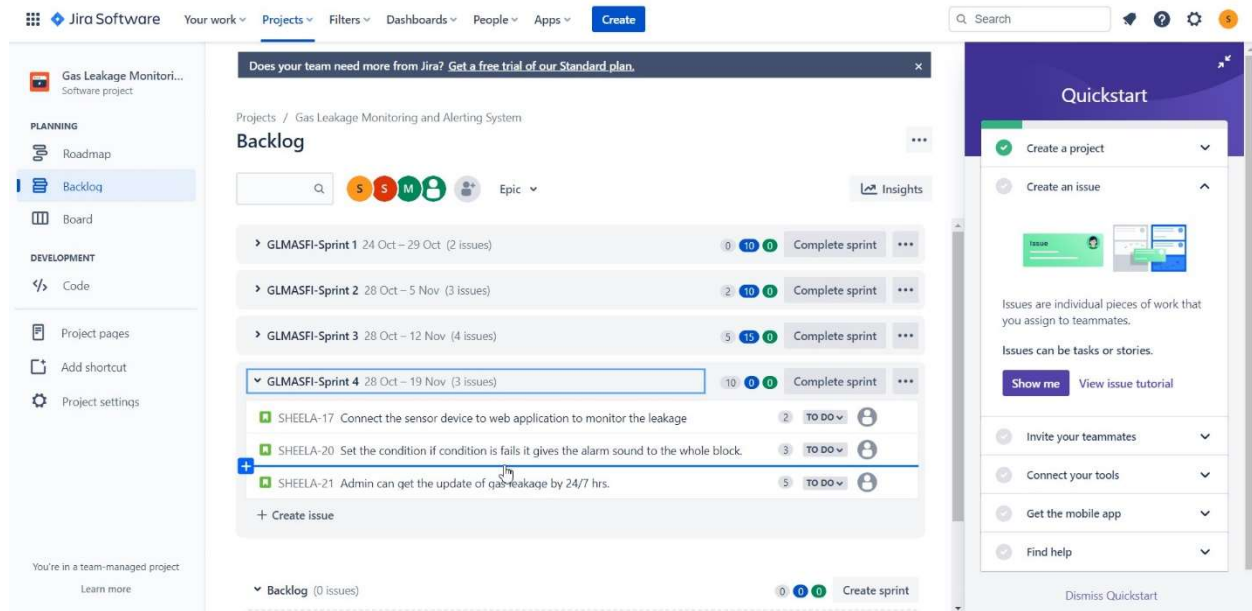 Jira Software Your work Projects Filters Dashboards People Apps Create Search S
Gas Leakage Monitori...
Software project
PLANNING
Roadmap
Backlog
Board
DEVELOPMENT
Code
Project pages
Add shortcut
Project settings
You're in a team-managed project
Learn more
Does your team need more from Jira? Get a free trial of our Standard plan.
Projects / Gas Leakage Monitoring and Alerting System
Backlog
S S M Epic Insights
GLMASFI-Sprint 1 24 Oct – 29 Oct (2 issues) 0 10 0 Complete sprint
GLMASFI-Sprint 2 28 Oct – 5 Nov (3 issues) 2 10 0 Complete sprint
GLMASFI-Sprint 3 28 Oct – 12 Nov (4 issues) 5 15 0 Complete sprint
GLMASFI-Sprint 4 28 Oct – 19 Nov (3 issues) 10 0 0 Complete sprint
SHEELA-17 Connect the sensor device to web application to monitor the leakage 2 TO DO
SHEELA-20 Set the condition if condition is fails it gives the alarm sound to the whole block. 3 TO DO
SHEELA-21 Admin can get the update of gas leakage by 24/7 hrs. 5 TO DO
+ Create issue
Backlog (0 issues) 0 0 0 Create sprint
Quickstart
Create a project
Create an issue
Issue
Issues are individual pieces of work that
you assign to teammates.
Issues can be tasks or stories.
Show me View issue tutorial
Invite your teammates
Connect your tools
Get the mobile app
Find help
Dismiss Quickstart